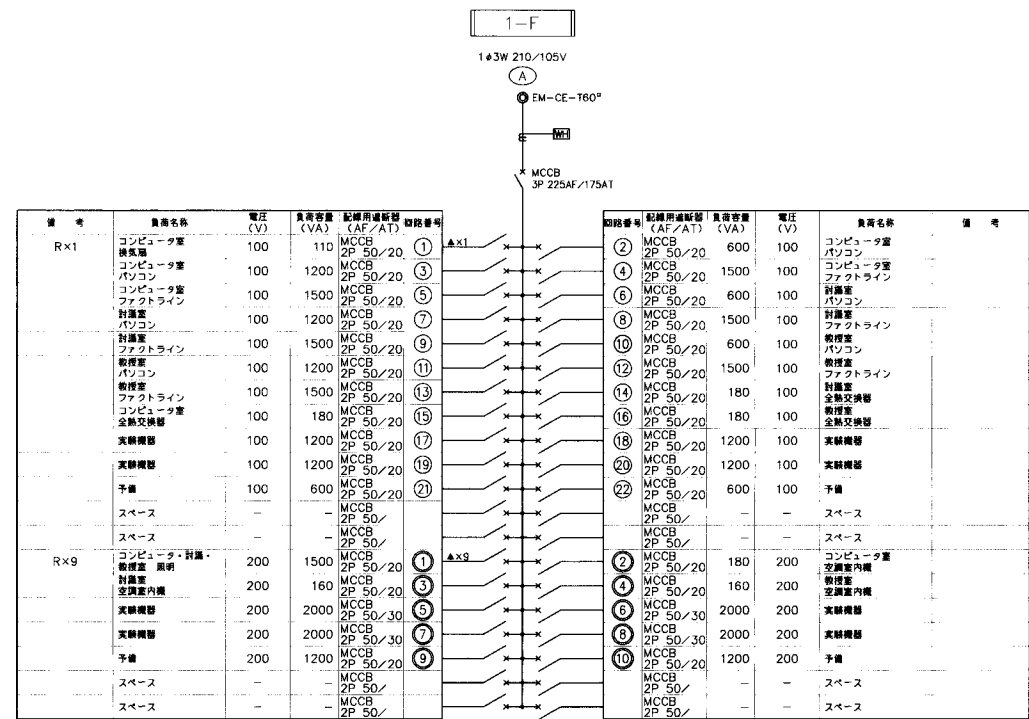 1-F
1φ3W 210/105V
A
EM-CE-T60□
WH
MCCB
3P 225AF/175AT
備 考 負荷名称 電圧(V) 負荷容量(VA) 配線用遮断器(AF/AT) 回路番号 回路番号 配線用遮断器(AF/AT) 負荷容量(VA) 電圧(V) 負荷名称 備 考
R×1 コンピュータ室 換気扇 100 110 MCCB 2P 50/20 ① ▲×1 ② MCCB 2P 50/20 600 100 コンピュータ室 パソコン
コンピュータ室 パソコン 100 1200 MCCB 2P 50/20 ③ ④ MCCB 2P 50/20 1500 100 コンピュータ室 ファクトライン
コンピュータ室 ファクトライン 100 1500 MCCB 2P 50/20 ⑤ ⑥ MCCB 2P 50/20 600 100 討議室 パソコン
討議室 パソコン 100 1200 MCCB 2P 50/20 ⑦ ⑧ MCCB 2P 50/20 1500 100 討議室 ファクトライン
討議室 ファクトライン 100 1500 MCCB 2P 50/20 ⑨ ⑩ MCCB 2P 50/20 600 100 教授室 パソコン
教授室 パソコン 100 1200 MCCB 2P 50/20 ⑪ ⑫ MCCB 2P 50/20 1500 100 教授室 ファクトライン
教授室 ファクトライン 100 1500 MCCB 2P 50/20 ⑬ ⑭ MCCB 2P 50/20 180 100 討議室 全熱交換器
コンピュータ室 全熱交換器 100 180 MCCB 2P 50/20 ⑮ ⑯ MCCB 2P 50/20 180 100 教授室 全熱交換器
実験機器 100 1200 MCCB 2P 50/20 ⑰ ⑱ MCCB 2P 50/20 1200 100 実験機器
実験機器 100 1200 MCCB 2P 50/20 ⑲ ⑳ MCCB 2P 50/20 1200 100 実験機器
予備 100 600 MCCB 2P 50/20 ㉑ ㉒ MCCB 2P 50/20 600 100 予備
スペース - - MCCB 2P 50/ MCCB 2P 50/ - - スペース
スペース - - MCCB 2P 50/ MCCB 2P 50/ - - スペース
R×9 コンピュータ・討議・教授室 照明 200 1500 MCCB 2P 50/20 ① ▲×9 ② MCCB 2P 50/20 180 200 コンピュータ室 空調室内機
討議室 空調室内機 200 160 MCCB 2P 50/20 ③ ④ MCCB 2P 50/20 160 200 教授室 空調室内機
実験機器 200 2000 MCCB 2P 50/30 ⑤ ⑥ MCCB 2P 50/30 2000 200 実験機器
実験機器 200 2000 MCCB 2P 50/30 ⑦ ⑧ MCCB 2P 50/30 2000 200 実験機器
予備 200 1200 MCCB 2P 50/20 ⑨ ⑩ MCCB 2P 50/20 1200 200 予備
スペース - - MCCB 2P 50/ MCCB 2P 50/ - - スペース
スペース - - MCCB 2P 50/ MCCB 2P 50/ - - スペース